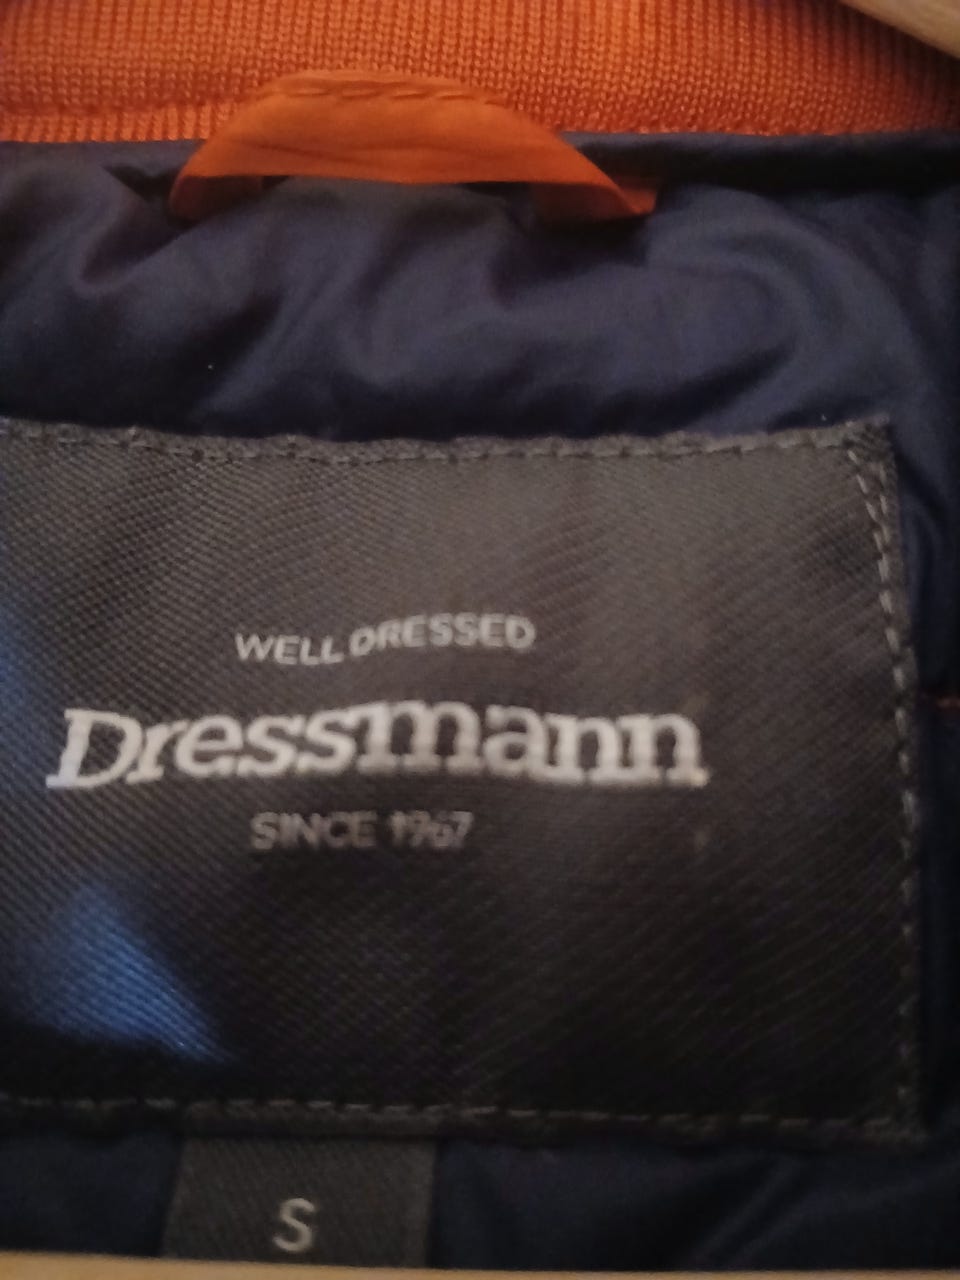 WELL DRESSED
Dressmann
SINCE 1967
S